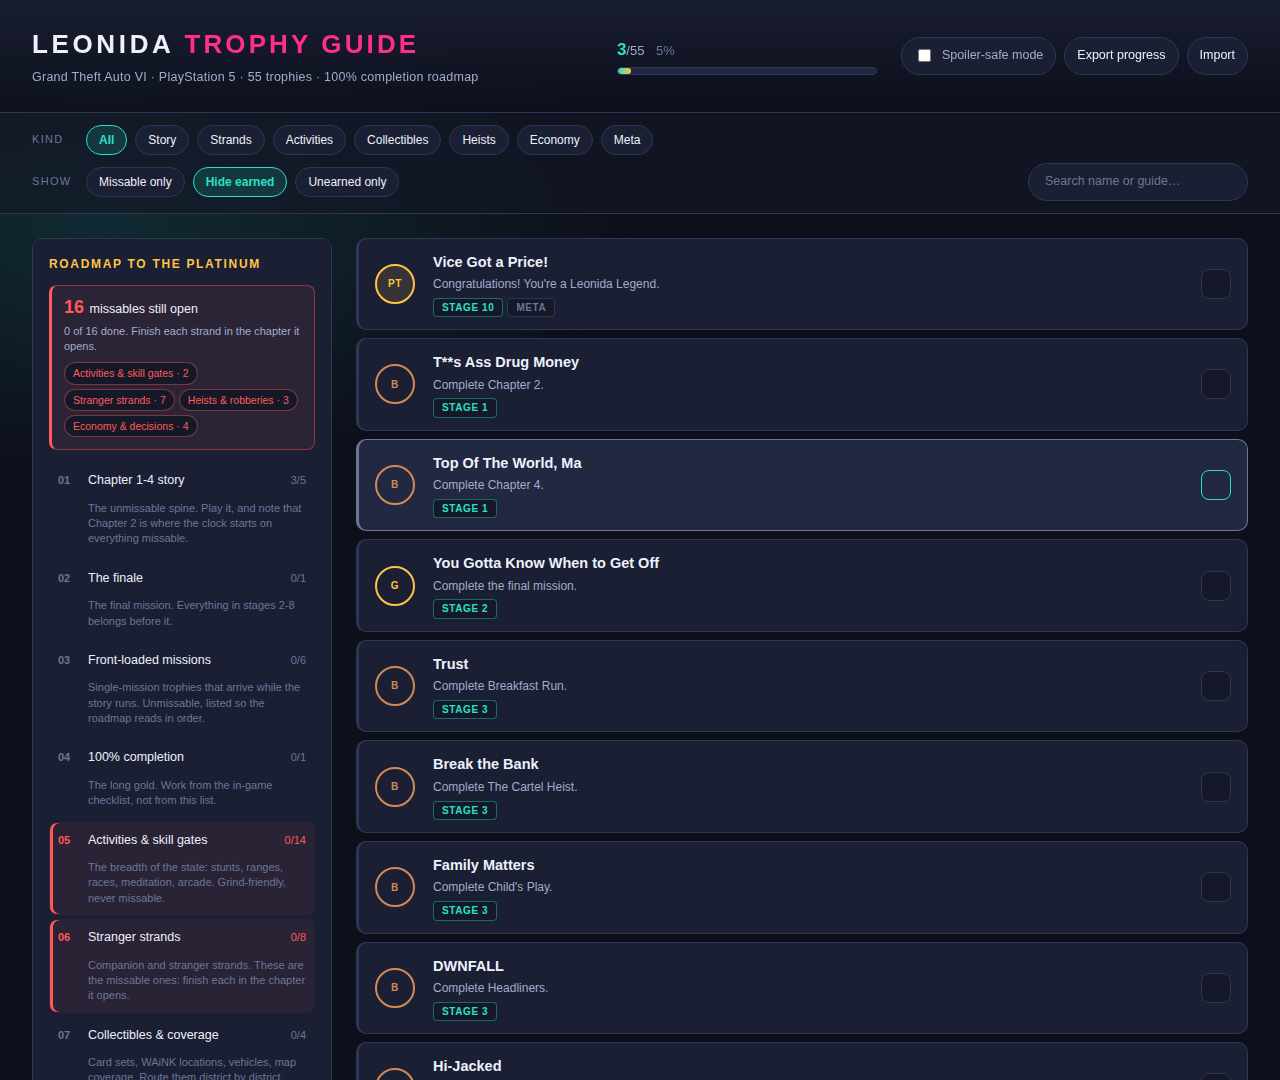 LEONIDA TROPHY GUIDE
Grand Theft Auto VI · PlayStation 5 · 55 trophies · 100% completion roadmap
3/55 5%
Spoiler-safe mode
Export progress
Import
KIND
All
Story
Strands
Activities
Collectibles
Heists
Economy
Meta
SHOW
Missable only
Hide earned
Unearned only
Search name or guide…
ROADMAP TO THE PLATINUM
16 missables still open
0 of 16 done. Finish each strand in the chapter it
opens.
Activities & skill gates · 2
Stranger strands · 7
Heists & robberies · 3
Economy & decisions · 4
01 Chapter 1-4 story 3/5
The unmissable spine. Play it, and note that
Chapter 2 is where the clock starts on
everything missable.
02 The finale 0/1
The final mission. Everything in stages 2-8
belongs before it.
03 Front-loaded missions 0/6
Single-mission trophies that arrive while the
story runs. Unmissable, listed so the
roadmap reads in order.
04 100% completion 0/1
The long gold. Work from the in-game
checklist, not from this list.
05 Activities & skill gates 0/14
The breadth of the state: stunts, ranges,
races, meditation, arcade. Grind-friendly,
never missable.
06 Stranger strands 0/8
Companion and stranger strands. These are
the missable ones: finish each in the chapter
it opens.
07 Collectibles & coverage 0/4
Card sets, WAiNK locations, vehicles, map
coverage. Route them district by district
PT
Vice Got a Price!
Congratulations! You're a Leonida Legend.
STAGE 10 META
B
T**s Ass Drug Money
Complete Chapter 2.
STAGE 1
B
Top Of The World, Ma
Complete Chapter 4.
STAGE 1
G
You Gotta Know When to Get Off
Complete the final mission.
STAGE 2
B
Trust
Complete Breakfast Run.
STAGE 3
B
Break the Bank
Complete The Cartel Heist.
STAGE 3
B
Family Matters
Complete Child's Play.
STAGE 3
B
DWNFALL
Complete Headliners.
STAGE 3
Hi-Jacked